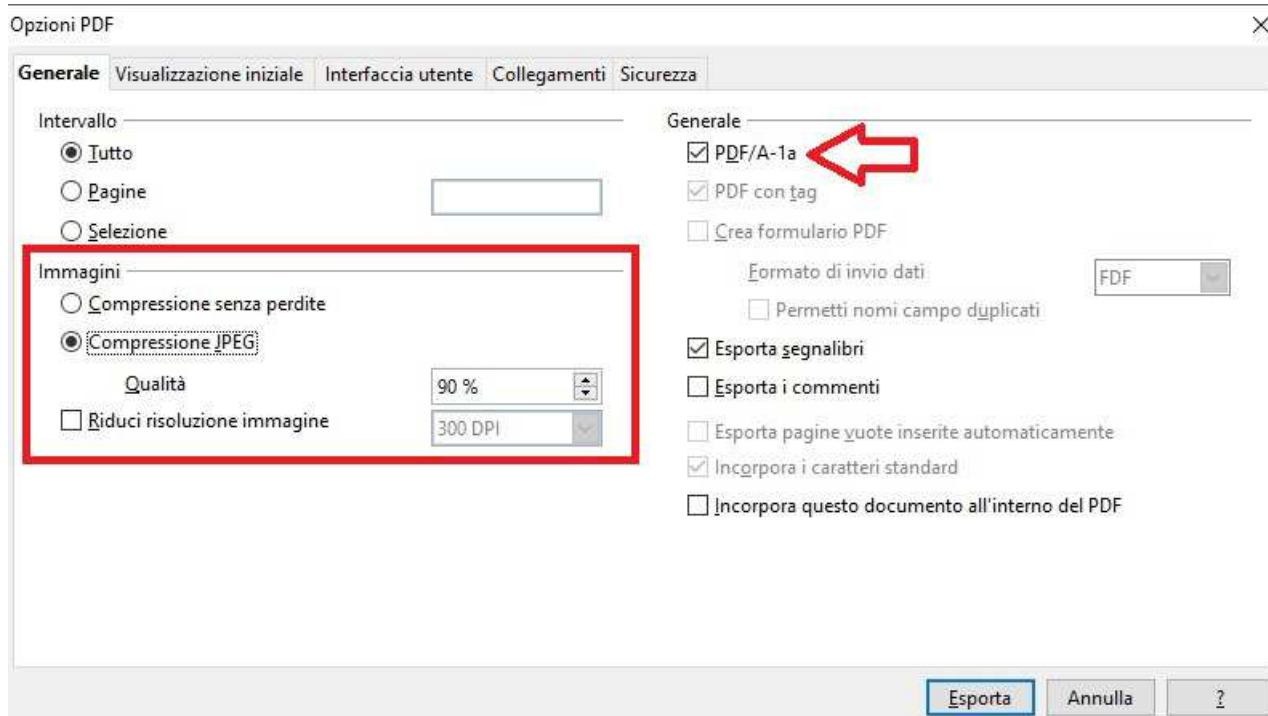 Opzioni PDF
Generale Visualizzazione iniziale Interfaccia utente Collegamenti Sicurezza
Intervallo
Tutto
Pagine
Selezione
Immagini
Compressione senza perdite
Compressione JPEG
Qualità 90 %
Riduci risoluzione immagine 300 DPI
Generale
PDF/A-1a
PDF con tag
Crea formulario PDF
Formato di invio dati FDF
Permetti nomi campo duplicati
Esporta segnalibri
Esporta i commenti
Esporta pagine vuote inserite automaticamente
Incorpora i caratteri standard
Incorpora questo documento all'interno del PDF
Esporta Annulla ?